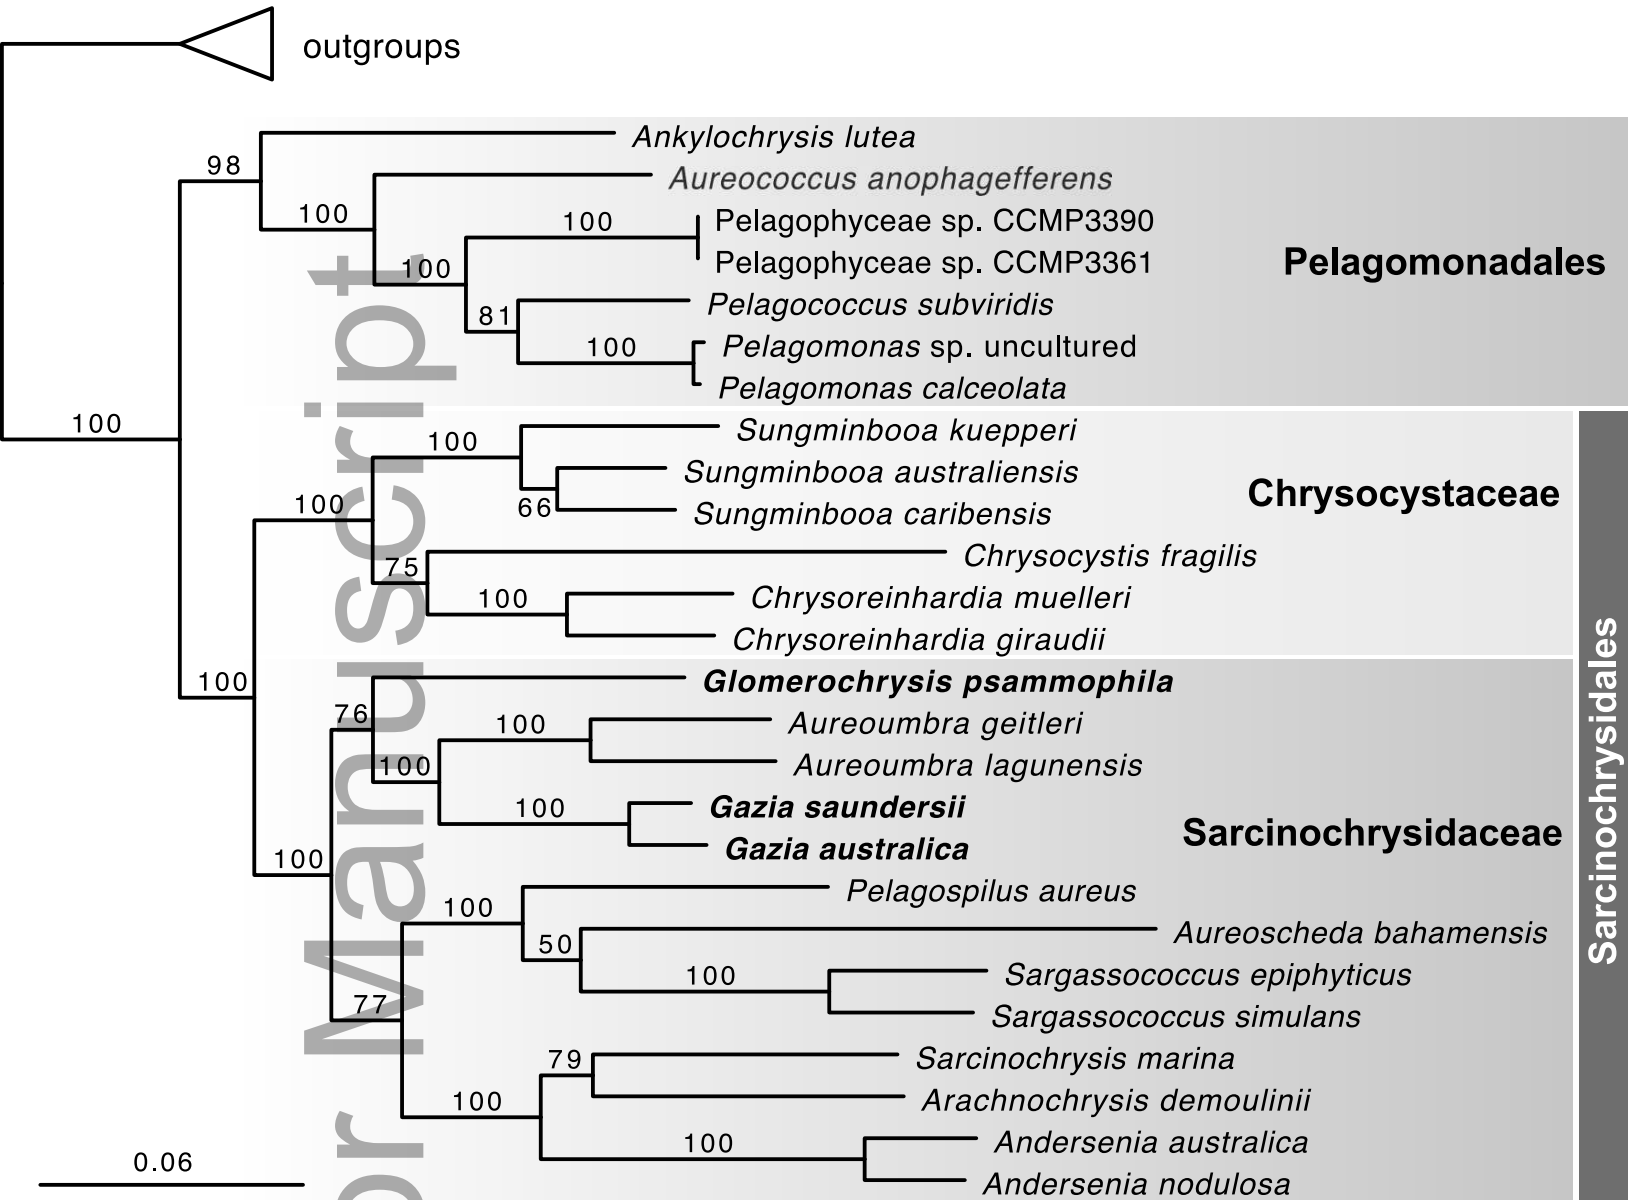 outgroups
Ankylochrysis lutea
98
Aureococcus anophagefferens
100
Pelagophyceae sp. CCMP3390
100
Pelagophyceae sp. CCMP3361
Pelagomonadales
100
Pelagococcus subviridis
81
Pelagomonas sp. uncultured
100
Pelagomonas calceolata
100
Sungminbooa kuepperi
100
Sungminbooa australiensis
Chrysocystaceae
100
66
Sungminbooa caribensis
Chrysocystis fragilis
75
Chrysoreinhardia muelleri
100
Chrysoreinhardia giraudii
100
Glomerochrysis psammophila
76
Aureoumbra geitleri
100
100
Aureoumbra lagunensis
Gazia saundersii
100
Sarcinochrysidaceae
Gazia australica
100
Pelagospilus aureus
100
Aureoscheda bahamensis
50
Sargassococcus epiphyticus
100
77
Sargassococcus simulans
Sarcinochrysis marina
79
Arachnochrysis demoulinii
100
Andersenia australica
100
Andersenia nodulosa
0.06
Sarcinochrysidales
or Manuscript